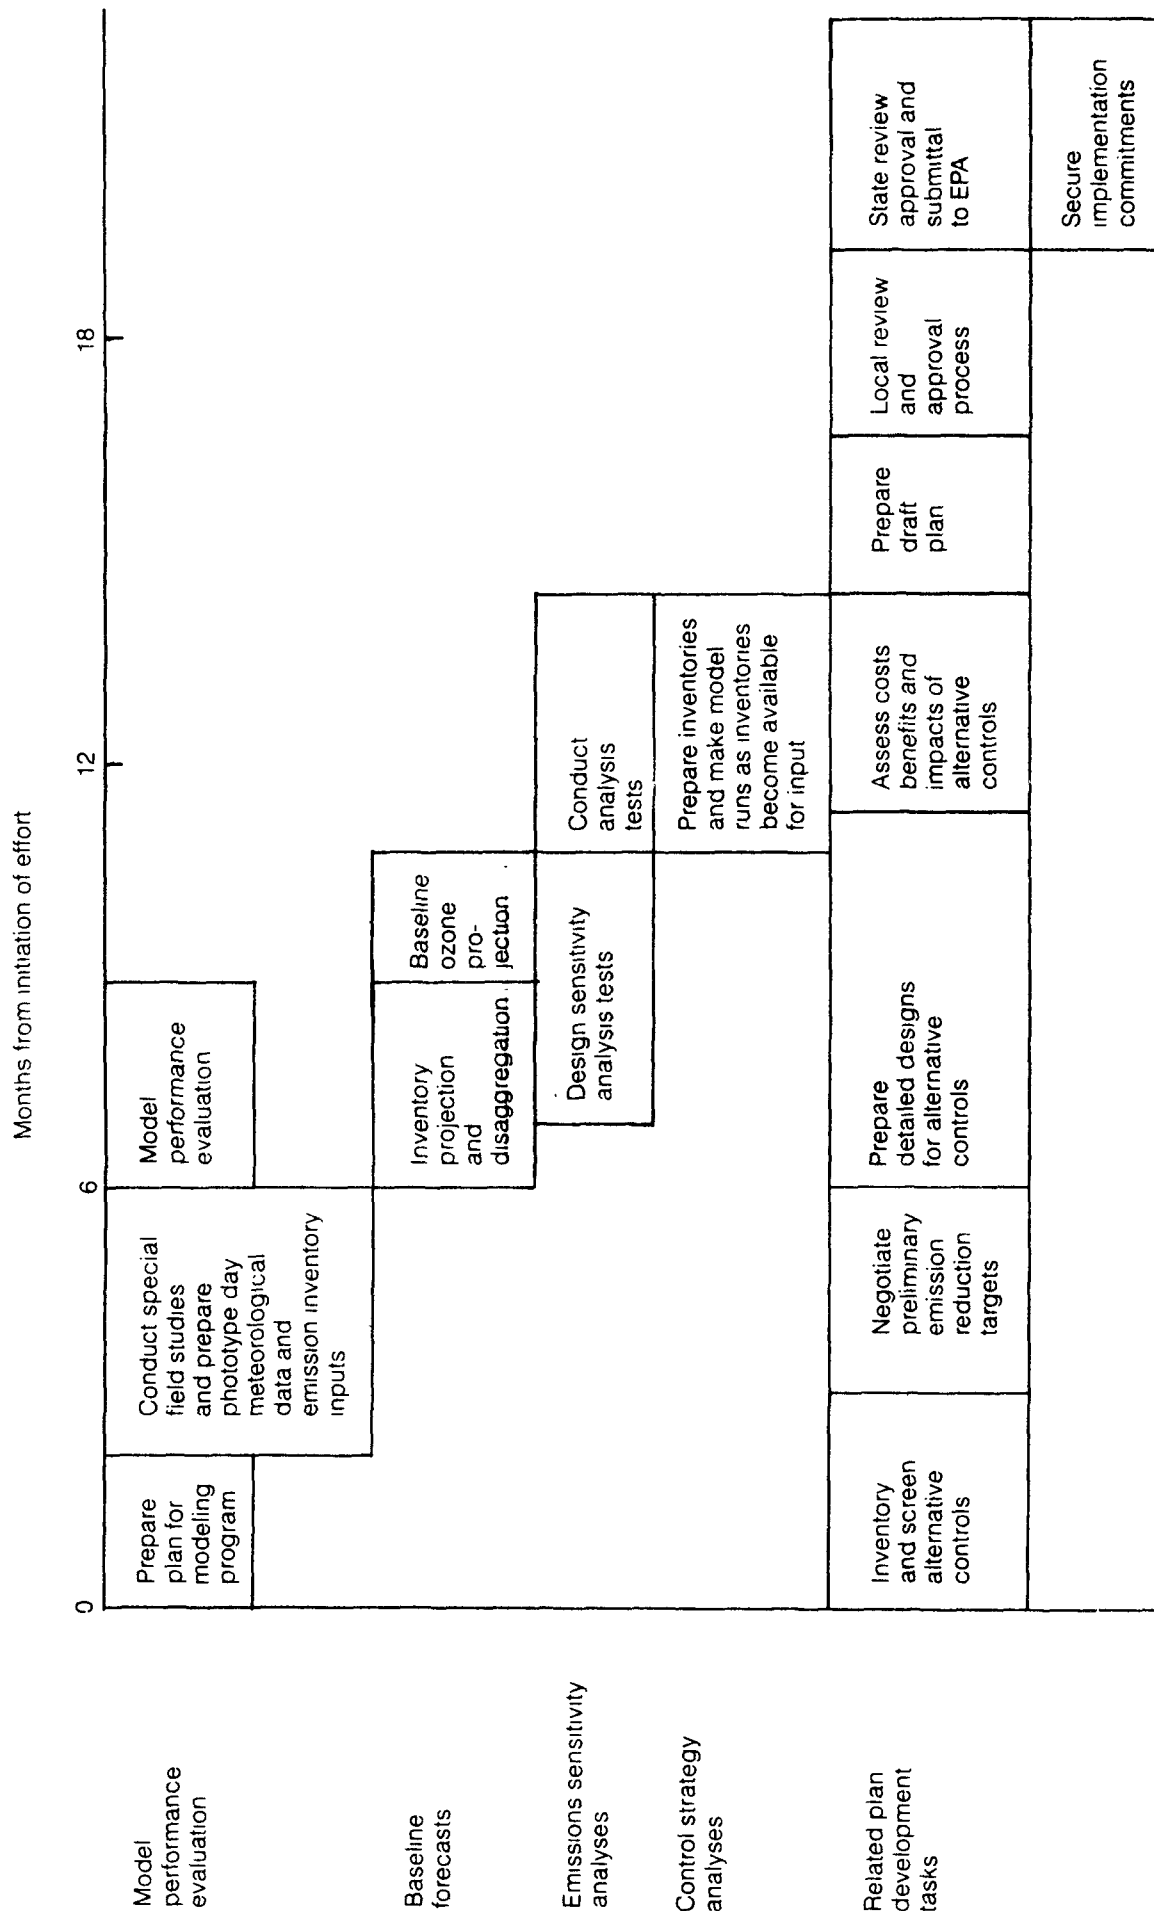 Months from initiation of effort
0
6
12
18
Model
performance
evaluation
Prepare
plan for
modeling
program
Conduct special
field studies
and prepare
phototype day
meteorological
data and
emission inventory
inputs
Model
performance
evaluation
Baseline
forecasts
Inventory
projection
and
disaggregation
Baseline
ozone
pro-
jection
Emissions sensitivity
analyses
Design sensitivity
analysis tests
Conduct
analysis
tests
Control strategy
analyses
Prepare inventories
and make model
runs as inventories
become available
for input
Related plan
development
tasks
Inventory
and screen
alternative
controls
Negotiate
preliminary
emission
reduction
targets
Prepare
detailed designs
for alternative
controls
Assess costs
benefits and
impacts of
alternative
controls
Prepare
draft
plan
Local review
and
approval
process
State review
approval and
submittal
to EPA
Secure
implementation
commitments